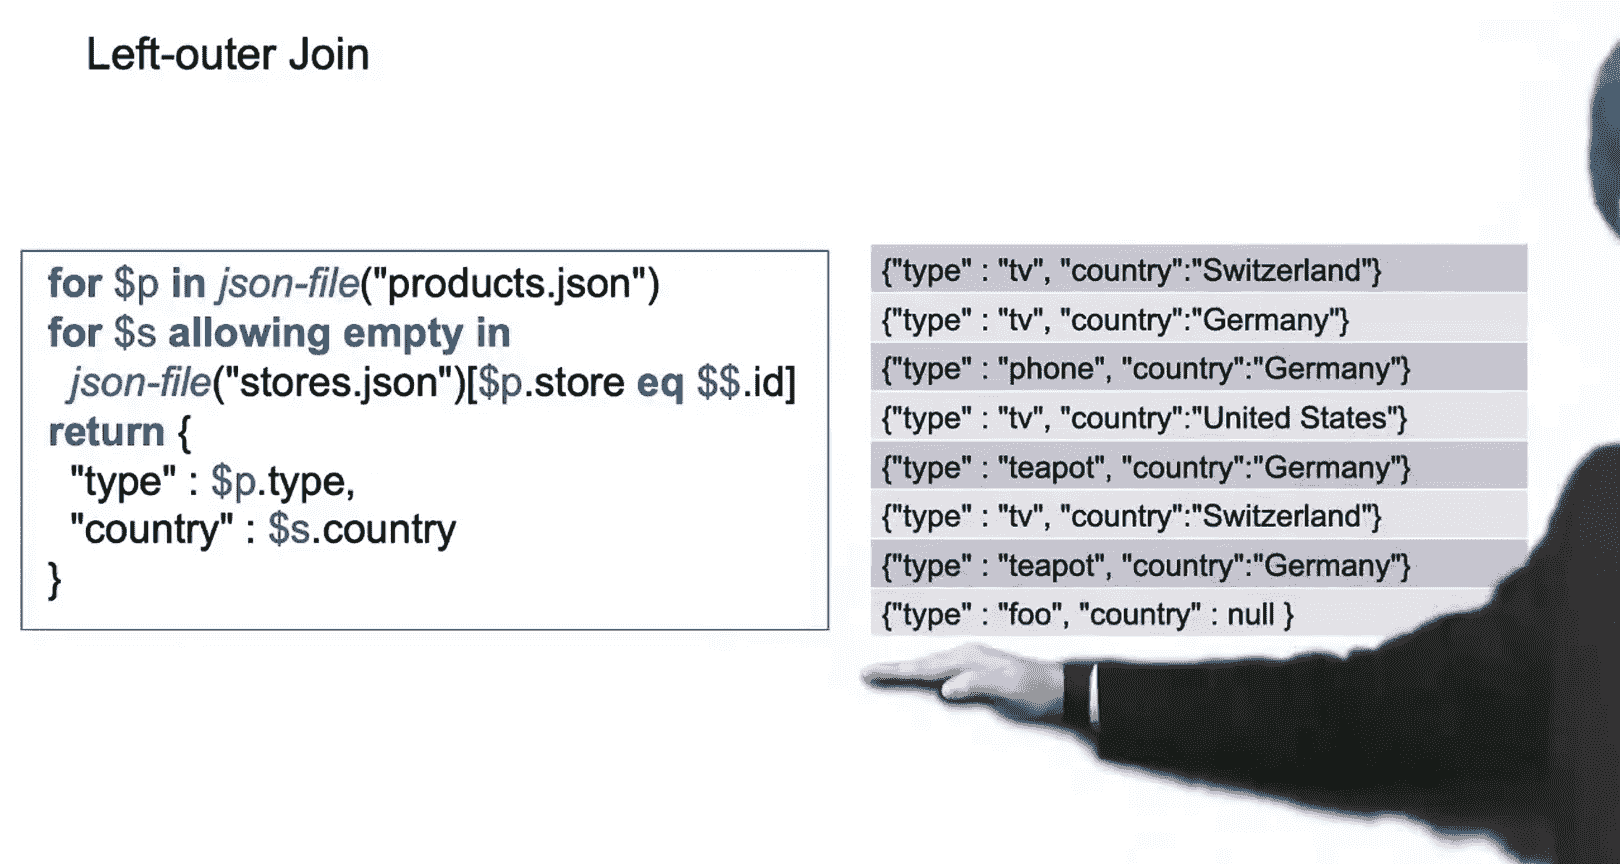 Left-outer Join
for $p in json-file("products.json")
for $s allowing empty in
json-file("stores.json")[$p.store eq $$.id]
return {
"type" : $p.type,
"country" : $s.country
}
{"type" : "tv", "country":"Switzerland"}
{"type" : "tv", "country":"Germany"}
{"type" : "phone", "country":"Germany"}
{"type" : "tv", "country":"United States"}
{"type" : "teapot", "country":"Germany"}
{"type" : "tv", "country":"Switzerland"}
{"type" : "teapot", "country":"Germany"}
{"type" : "foo", "country" : null }